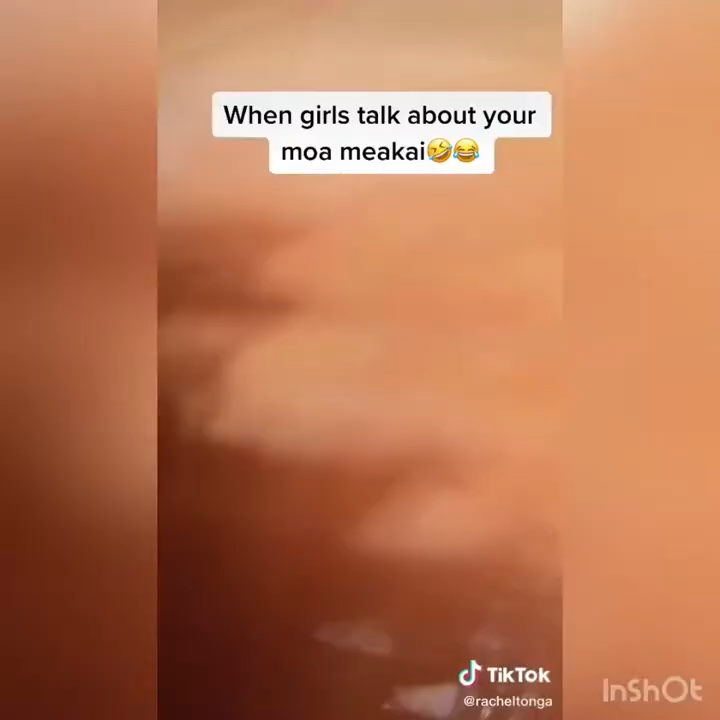 When girls talk about your
moa meakai🤣😂
TikTok
@racheltonga
InShOt